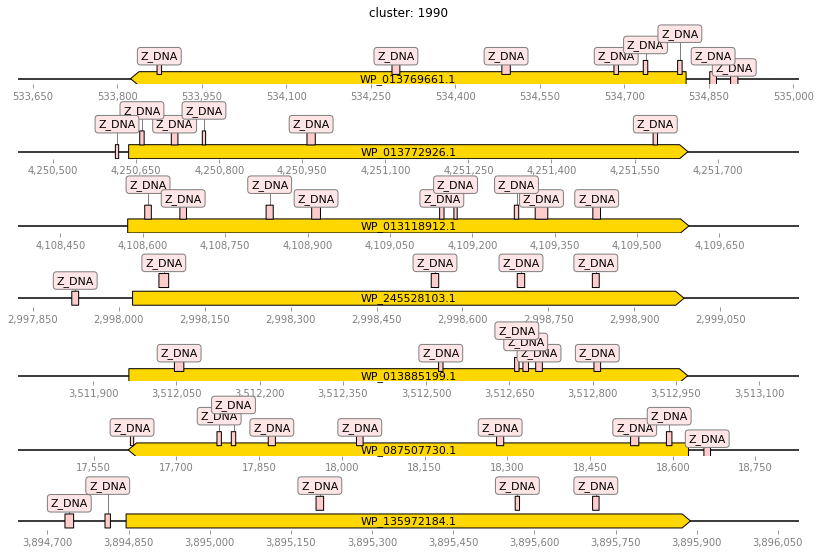 cluster: 1990
Z_DNA
Z_DNA Z_DNA
Z_DNA Z_DNA Z_DNA Z_DNA Z_DNA
Z_DNA
WP_013769661.1
533,650 533,800 533,950 534,100 534,250 534,400 534,550 534,700 534,850 535,000
Z_DNA Z_DNA
Z_DNA Z_DNA Z_DNA Z_DNA
WP_013772926.1
4,250,500 4,250,650 4,250,800 4,250,950 4,251,100 4,251,250 4,251,400 4,251,550 4,251,700
Z_DNA Z_DNA Z_DNA Z_DNA
Z_DNA Z_DNA Z_DNA Z_DNA Z_DNA
WP_013118912.1
4,108,450 4,108,600 4,108,750 4,108,900 4,109,050 4,109,200 4,109,350 4,109,500 4,109,650
Z_DNA Z_DNA Z_DNA Z_DNA
Z_DNA
WP_245528103.1
2,997,850 2,998,000 2,998,150 2,998,300 2,998,450 2,998,600 2,998,750 2,998,900 2,999,050
Z_DNA
Z_DNA
Z_DNA Z_DNA Z_DNA Z_DNA
WP_013885199.1
3,511,900 3,512,050 3,512,200 3,512,350 3,512,500 3,512,650 3,512,800 3,512,950 3,513,100
Z_DNA
Z_DNA Z_DNA
Z_DNA Z_DNA Z_DNA Z_DNA Z_DNA
Z_DNA
WP_087507730.1
17,550 17,700 17,850 18,000 18,150 18,300 18,450 18,600 18,750
Z_DNA Z_DNA Z_DNA Z_DNA
Z_DNA
WP_135972184.1
3,894,700 3,894,850 3,895,000 3,895,150 3,895,300 3,895,450 3,895,600 3,895,750 3,895,900 3,896,050